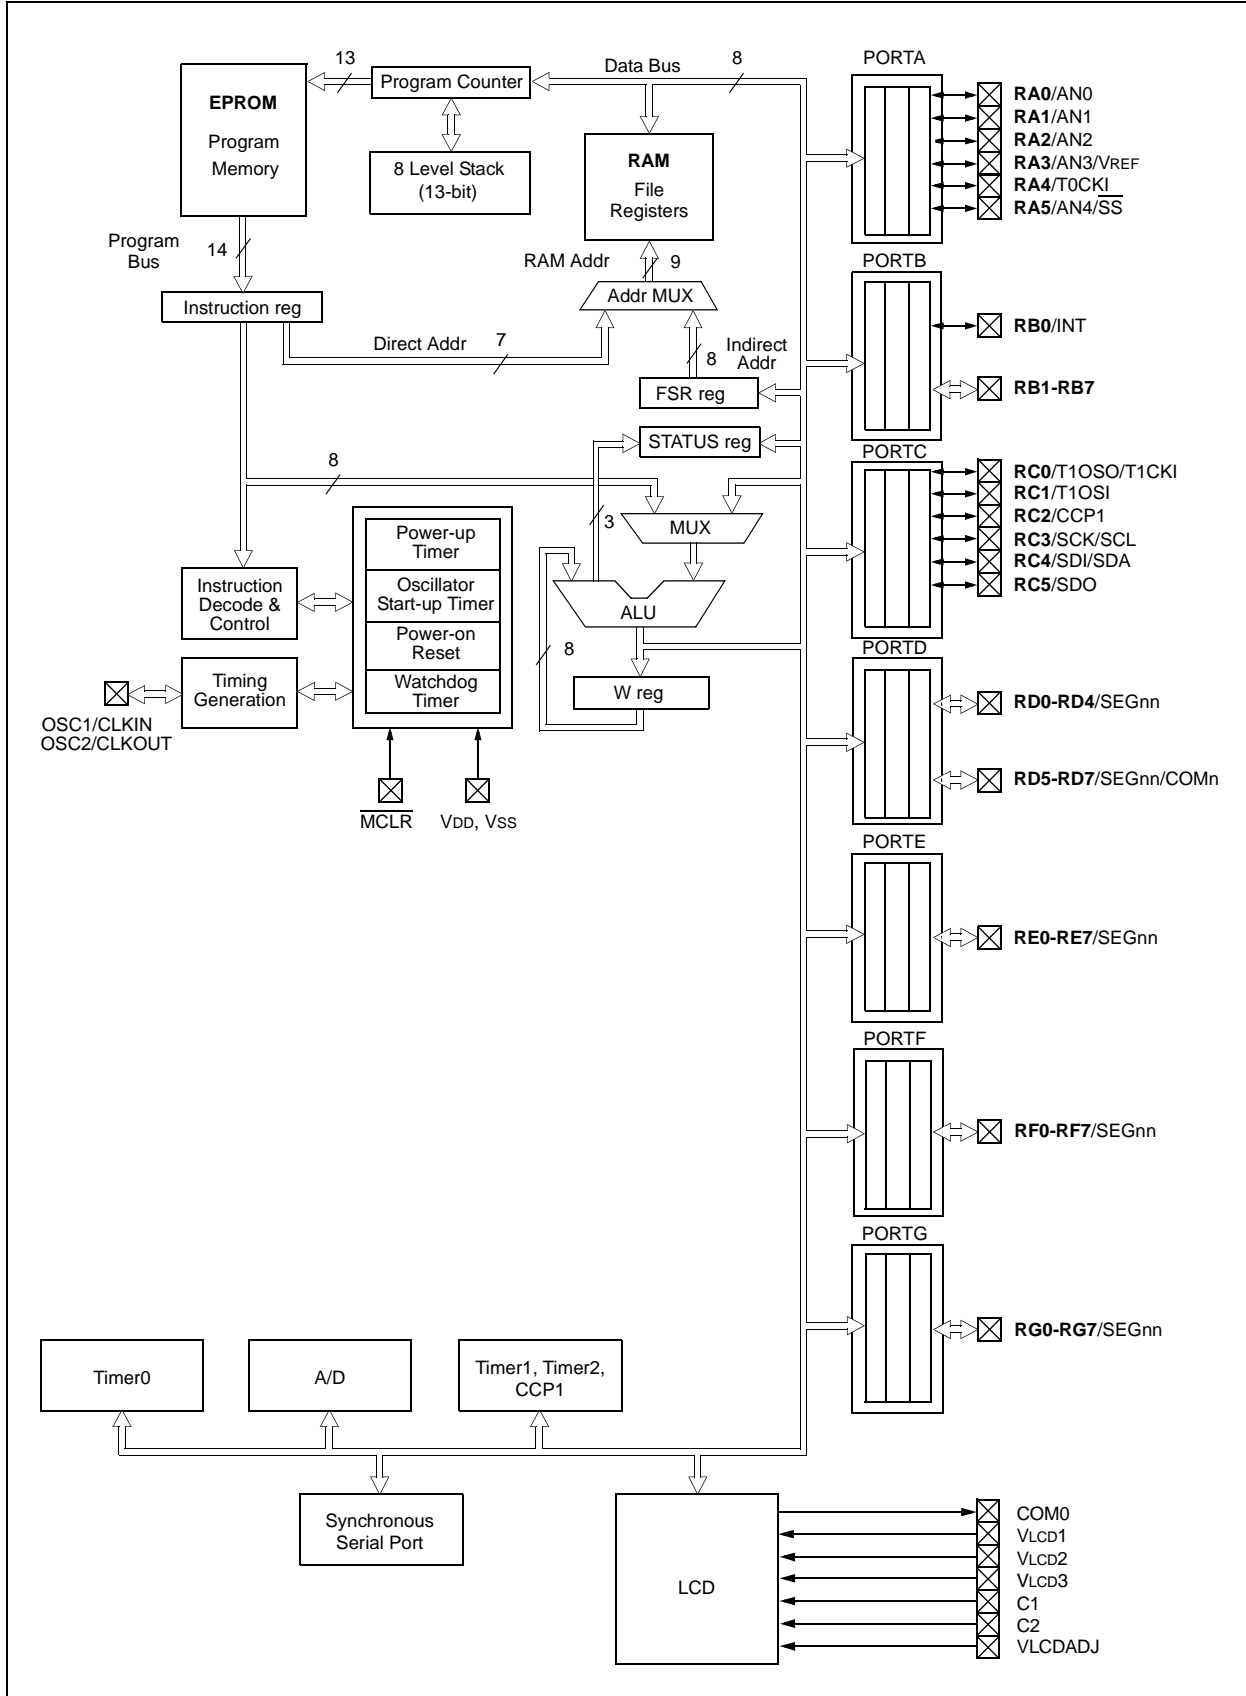 13
Data Bus
8
PORTA
EPROM
Program
Memory
Program Counter
8 Level Stack
(13-bit)
RAM
File
Registers
RA0/AN0
RA1/AN1
RA2/AN2
RA3/AN3/VREF
RA4/T0CKI
RA5/AN4/SS
Program
Bus
14
RAM Addr
9
PORTB
Instruction reg
Addr MUX
RB0/INT
Direct Addr
7
8
Indirect
Addr
FSR reg
RB1-RB7
STATUS reg
PORTC
8
RC0/T1OSO/T1CKI
RC1/T1OSI
RC2/CCP1
RC3/SCK/SCL
RC4/SDI/SDA
RC5/SDO
3
MUX
Power-up
Timer
Oscillator
Start-up Timer
Power-on
Reset
Watchdog
Timer
Instruction
Decode &
Control
ALU
8
PORTD
Timing
Generation
W reg
RD0-RD4/SEGnn
OSC1/CLKIN
OSC2/CLKOUT
RD5-RD7/SEGnn/COMn
MCLR
VDD, VSS
PORTE
RE0-RE7/SEGnn
PORTF
RF0-RF7/SEGnn
PORTG
RG0-RG7/SEGnn
Timer0
A/D
Timer1, Timer2,
CCP1
Synchronous
Serial Port
LCD
COM0
VLCD1
VLCD2
VLCD3
C1
C2
VLCDADJ